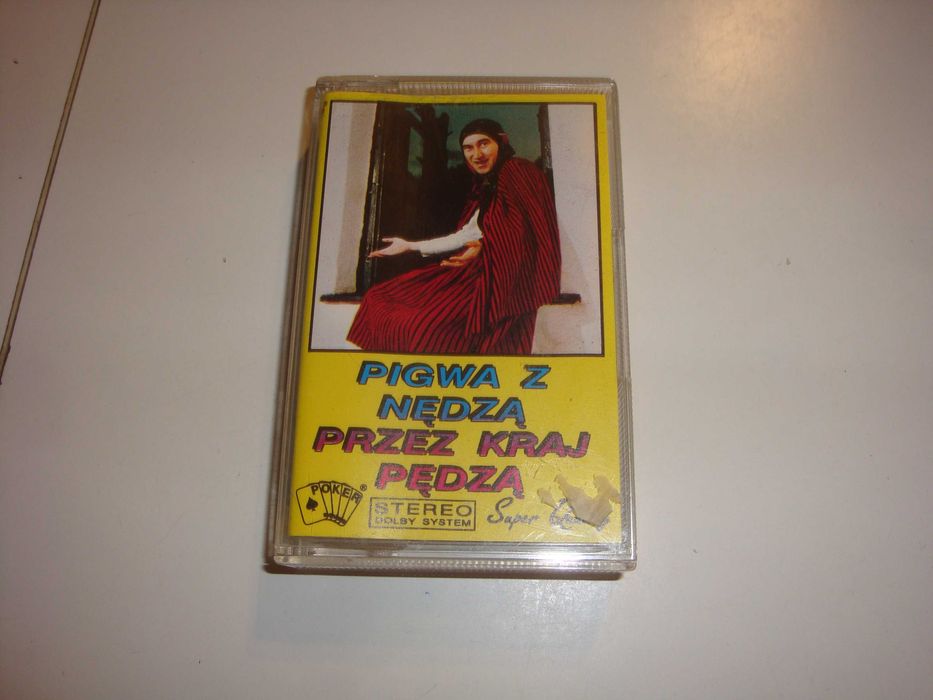 PIGWA Z
NĘDZĄ
PRZEZ KRAJ
PĘDZĄ
POKER®
STEREO
DOLBY SYSTEM
Super